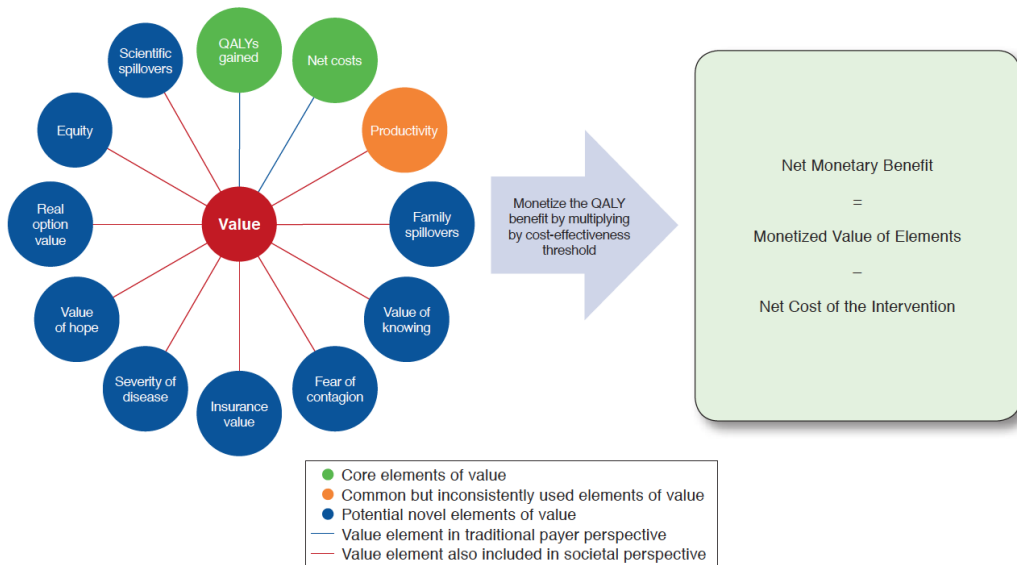 QALYs
gained
Net costs
Productivity
Family
spillovers
Value of
knowing
Fear of
contagion
Insurance
value
Severity of
disease
Value
of hope
Real
option
value
Equity
Scientific
spillovers
Value
Monetize the QALY
benefit by multiplying
by cost-effectiveness
threshold
Net Monetary Benefit
=
Monetized Value of Elements
–
Net Cost of the Intervention
Core elements of value
Common but inconsistently used elements of value
Potential novel elements of value
Value element in traditional payer perspective
Value element also included in societal perspective